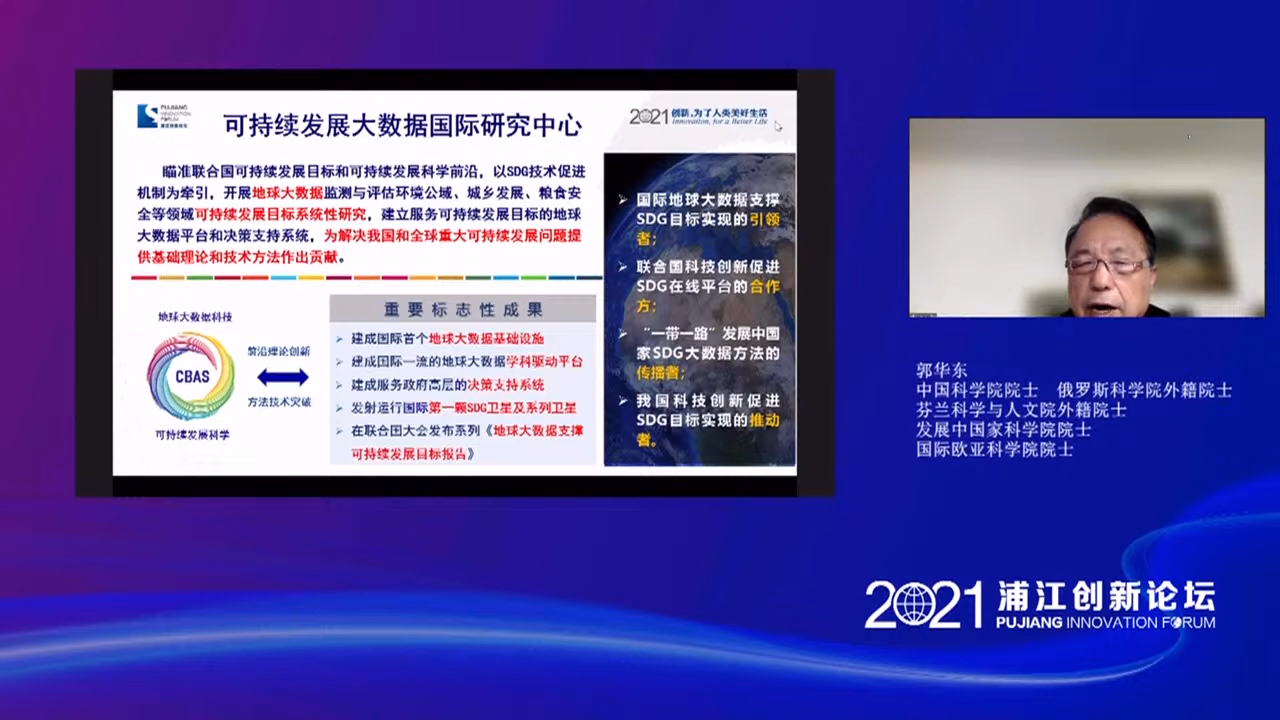 PUJIANG
INNOVATION
FORUM
浦江创新论坛
可持续发展大数据国际研究中心
2021 创新,为了人类美好生活
Innovation, for a Better Life
瞄准联合国可持续发展目标和可持续发展科学前沿，以SDG技术促进
机制为牵引，开展地球大数据监测与评估环境公域、城乡发展、粮食安
全等领域可持续发展目标系统性研究，建立服务可持续发展目标的地球
大数据平台和决策支持系统，为解决我国和全球重大可持续发展问题提
供基础理论和技术方法作出贡献。
地球大数据科技
CBAS
前沿理论创新
方法技术突破
可持续发展科学
重要标志性成果
建成国际首个地球大数据基础设施
建成国际一流的地球大数据学科驱动平台
建成服务政府高层的决策支持系统
发射运行国际第一颗SDG卫星及系列卫星
在联合国大会发布系列《地球大数据支撑
可持续发展目标报告》
国际地球大数据支撑
SDG目标实现的引领
者；
联合国科技创新促进
SDG在线平台的合作
方；
“一带一路”发展中国
家SDG大数据方法的
传播者；
我国科技创新促进
SDG目标实现的推动
者。
郭华东
中国科学院院士 俄罗斯科学院外籍院士
芬兰科学与人文院外籍院士
发展中国家科学院院士
国际欧亚科学院院士
2021 浦江创新论坛
PUJIANG INNOVATION FORUM